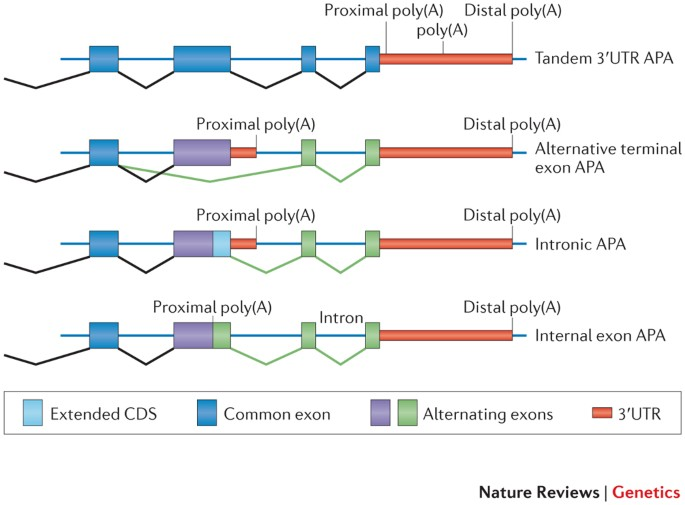 Proximal poly(A) Distal poly(A)
poly(A)
Tandem 3′UTR APA
Proximal poly(A) Distal poly(A)
Alternative terminal
exon APA
Proximal poly(A) Distal poly(A)
Intronic APA
Proximal poly(A) Intron Distal poly(A)
Internal exon APA
Extended CDS Common exon Alternating exons 3′UTR
Nature Reviews | Genetics